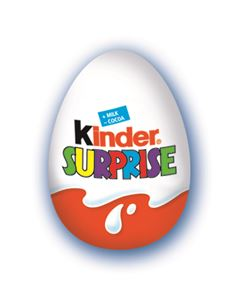 + MILK
- COCOA
kinder®
SURPRISE